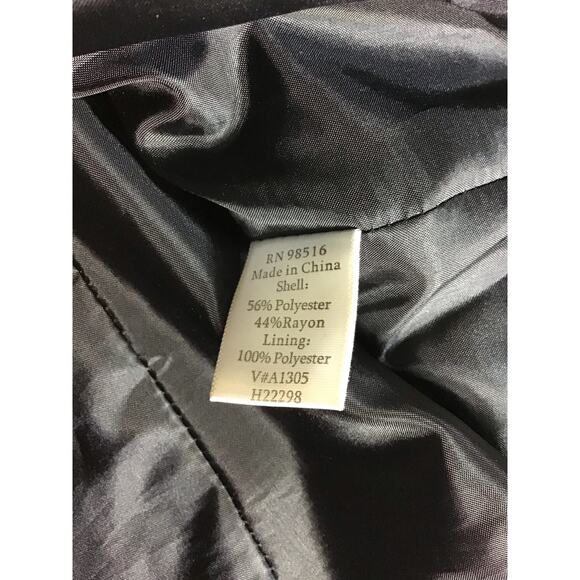 RN 98516
Made in China
Shell:
56% Polyester
44%Rayon
Lining:
100% Polyester
V#A1305
H22298